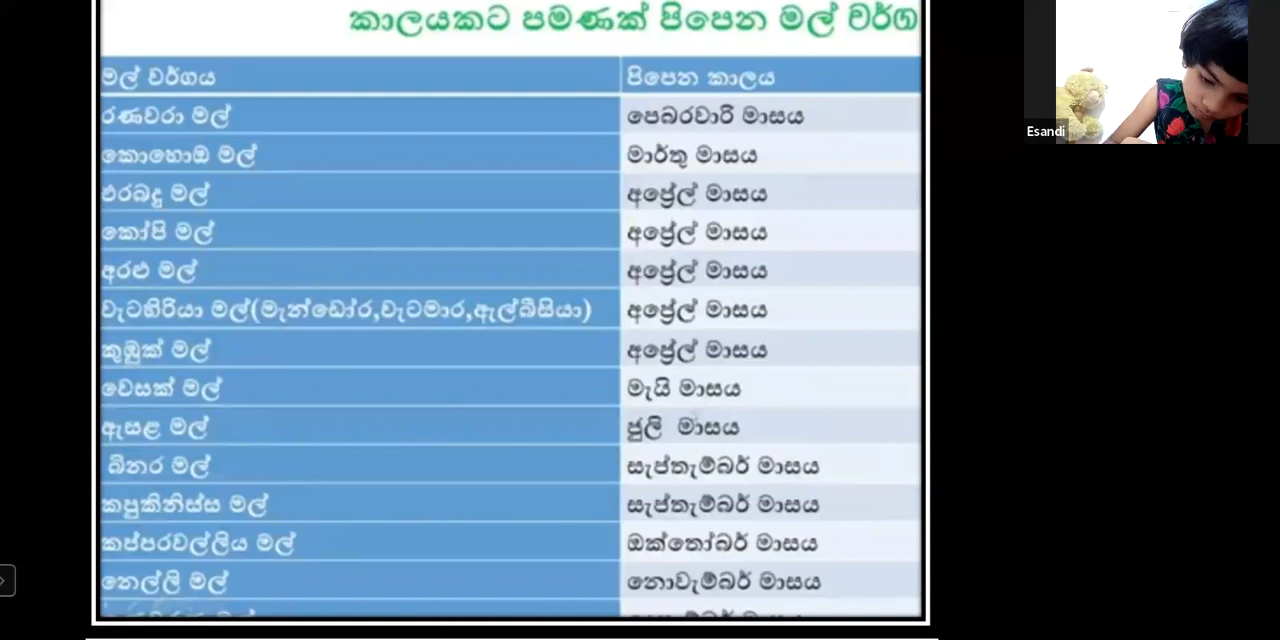 කාලයකට පමණක් පිපෙන මල් වර්ග
මල් වර්ගය පිපෙන කාලය
රණවරා මල් පෙබරවාරි මාසය
කොහොඹ මල් මාර්තු මාසය
එරබදු මල් අප්‍රේල් මාසය
කෝපි මල් අප්‍රේල් මාසය
අරළු මල් අප්‍රේල් මාසය
වැටහිරියා මල්(මැන්ඩෝර,වැටමාර,ඇල්බීසියා) අප්‍රේල් මාසය
කුඹුක් මල් අප්‍රේල් මාසය
වෙසක් මල් මැයි මාසය
ඇසළ මල් ජුලි මාසය
බිනර මල් සැප්තැම්බර් මාසය
කපුකිනිස්ස මල් සැප්තැම්බර් මාසය
කප්පරවල්ලිය මල් ඔක්තෝබර් මාසය
නෙල්ලි මල් නොවැම්බර් මාසය
Esandi